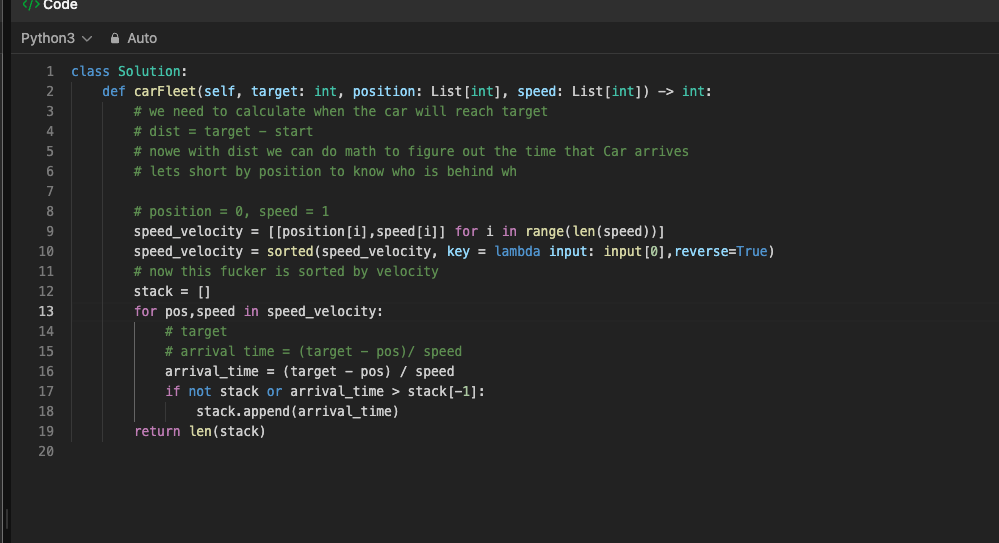 </> Code
Python3 Auto
1 class Solution:
2     def carFleet(self, target: int, position: List[int], speed: List[int]) -> int:
3         # we need to calculate when the car will reach target
4         # dist = target - start
5         # nowe with dist we can do math to figure out the time that Car arrives
6         # lets short by position to know who is behind wh
7
8         # position = 0, speed = 1
9         speed_velocity = [[position[i],speed[i]] for i in range(len(speed))]
10         speed_velocity = sorted(speed_velocity, key = lambda input: input[0],reverse=True)
11         # now this fucker is sorted by velocity
12         stack = []
13         for pos,speed in speed_velocity:
14             # target
15             # arrival time = (target - pos)/ speed
16             arrival_time = (target - pos) / speed
17             if not stack or arrival_time > stack[-1]:
18                 stack.append(arrival_time)
19         return len(stack)
20